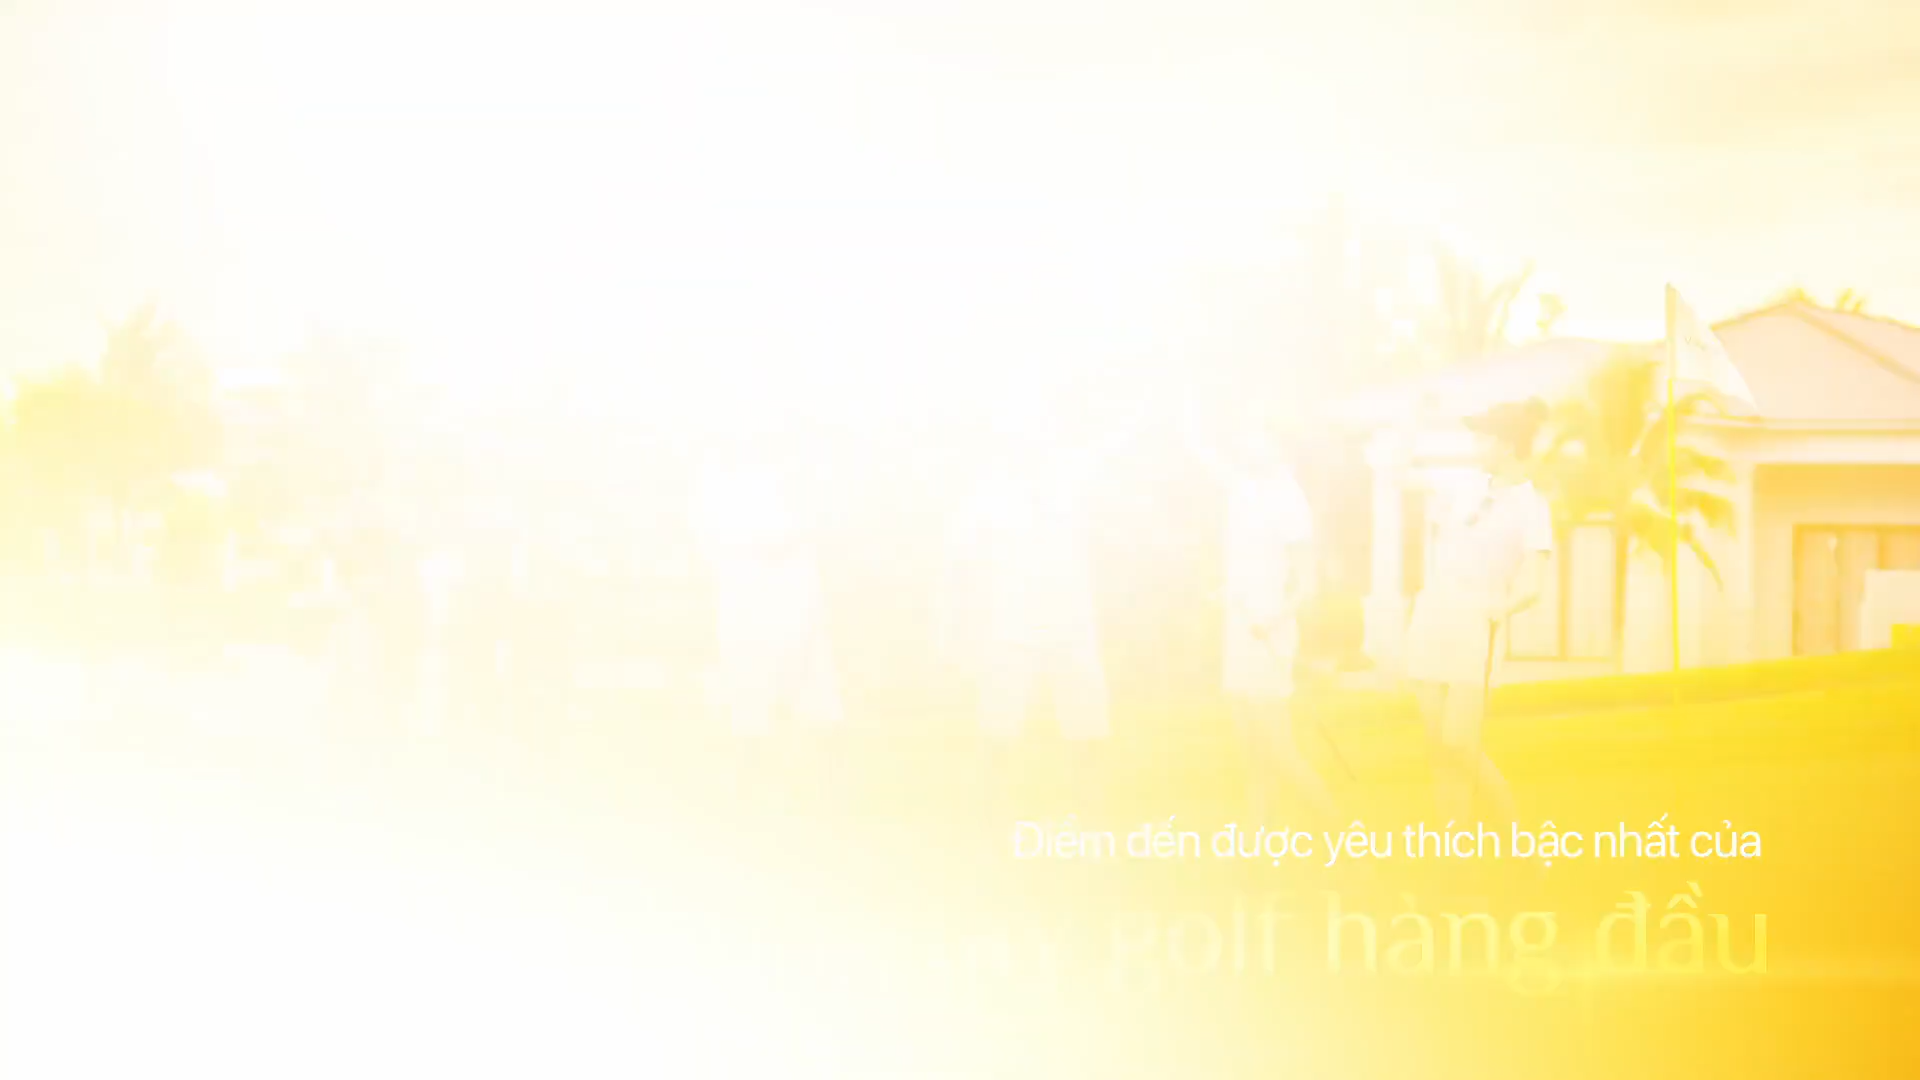 Điểm đến được yêu thích bậc nhất của
golf hàng đầu